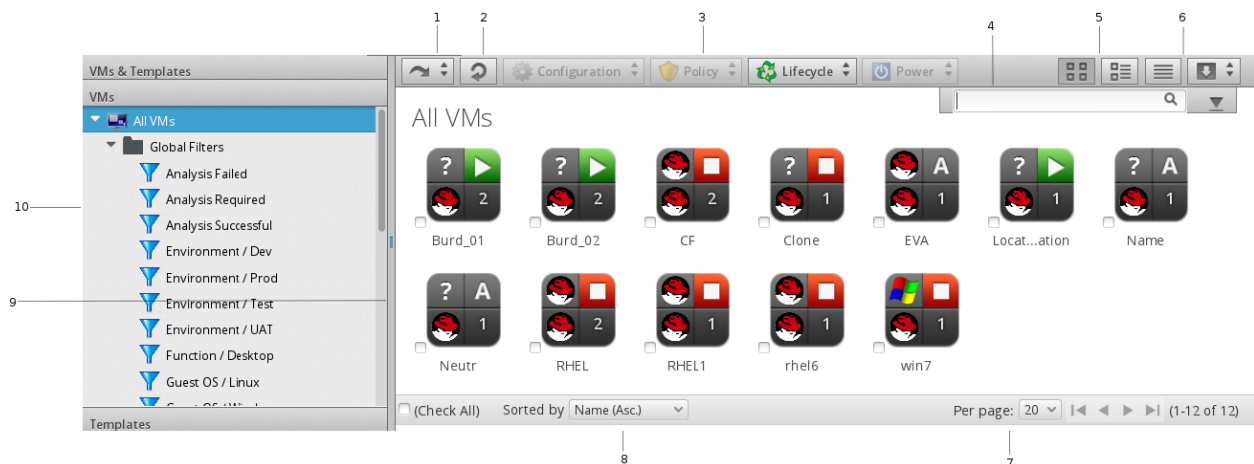 1 2 3 4 5 6
VMs & Templates
VMs
All VMs
Global Filters
Analysis Failed
Analysis Required
Analysis Successful
Environment / Dev
Environment / Prod
Environment / Test
Environment / UAT
Function / Desktop
Guest OS / Linux
Templates
10
9
Configuration Policy Lifecycle Power
All VMs
? ? ? A ? ? A
2 2 2 1 1 1 1
Burd_01 Burd_02 CF Clone EVA Locat...ation Name
? A
1 2 1 1 1
Neutr RHEL RHEL1 rhel6 win7
(Check All) Sorted by Name (Asc.) Per page: 20 (1-12 of 12)
8 7